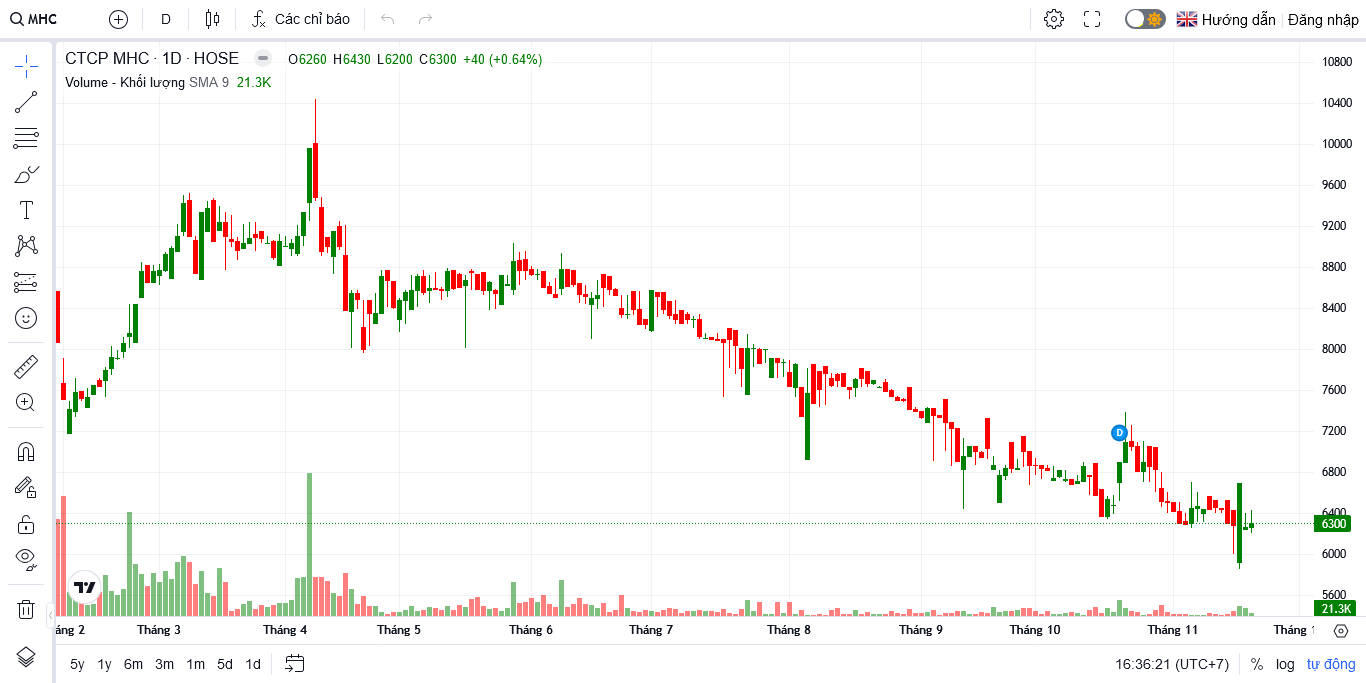 MHC D Các chỉ báo Hướng dẫn Đăng nhập
CTCP MHC · 1D · HOSE O6260 H6430 L6200 C6300 +40 (+0.64%)
Volume - Khối lượng SMA 9 21.3K
10800
10400
10000
9600
9200
8800
8400
8000
7600
7200
D
6800
6400
6300
6000
5600
21.3K
Tháng 3 Tháng 4 Tháng 5 Tháng 6 Tháng 7 Tháng 8 Tháng 9 Tháng 10 Tháng 11
5y 1y 6m 3m 1m 5d 1d 16:36:21 (UTC+7) % log tự động